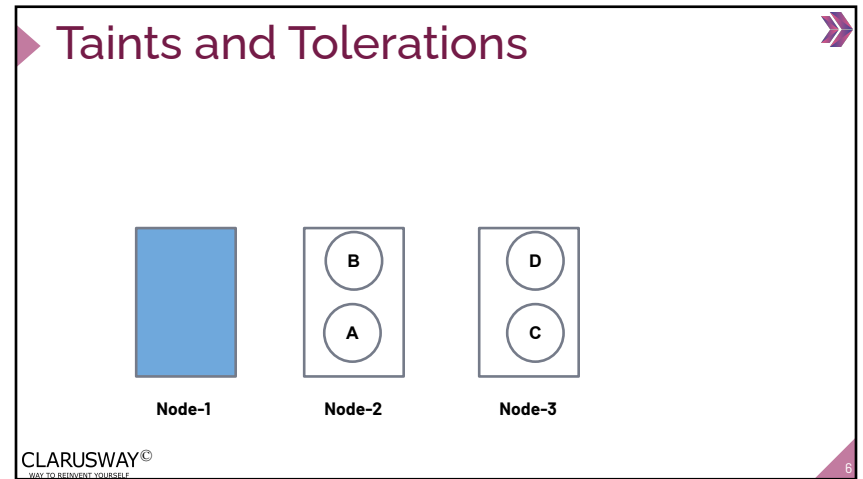 Taints and Tolerations
B
D
A
C
Node-1
Node-2
Node-3
CLARUSWAY©
WAY TO REINVENT YOURSELF
6